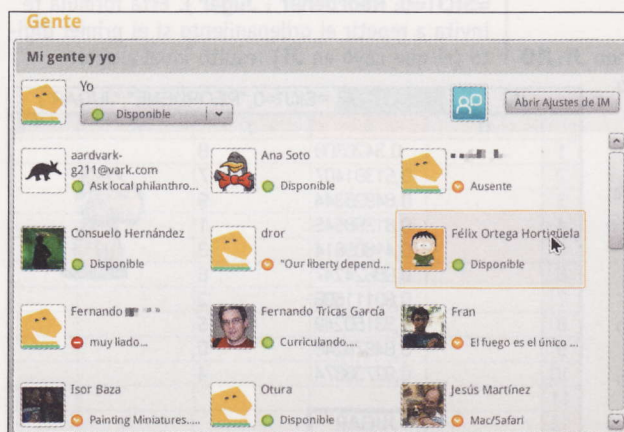 Gente
Mi gente y yo
Yo
Disponible
Abrir Ajustes de IM
aardvark-
g211@vark.com
Ask local philanthro...
Ana Soto
Disponible
Ausente
Consuelo Hernández
Disponible
dror
"Our liberty depend...
Félix Ortega Hortigüela
Disponible
Fernando
muy liado...
Fernando Tricas García
Curriculando....
Fran
El fuego es el único ...
Isor Baza
Painting Miniatures....
Otura
Disponible
Jesús Martínez
Mac/Safari